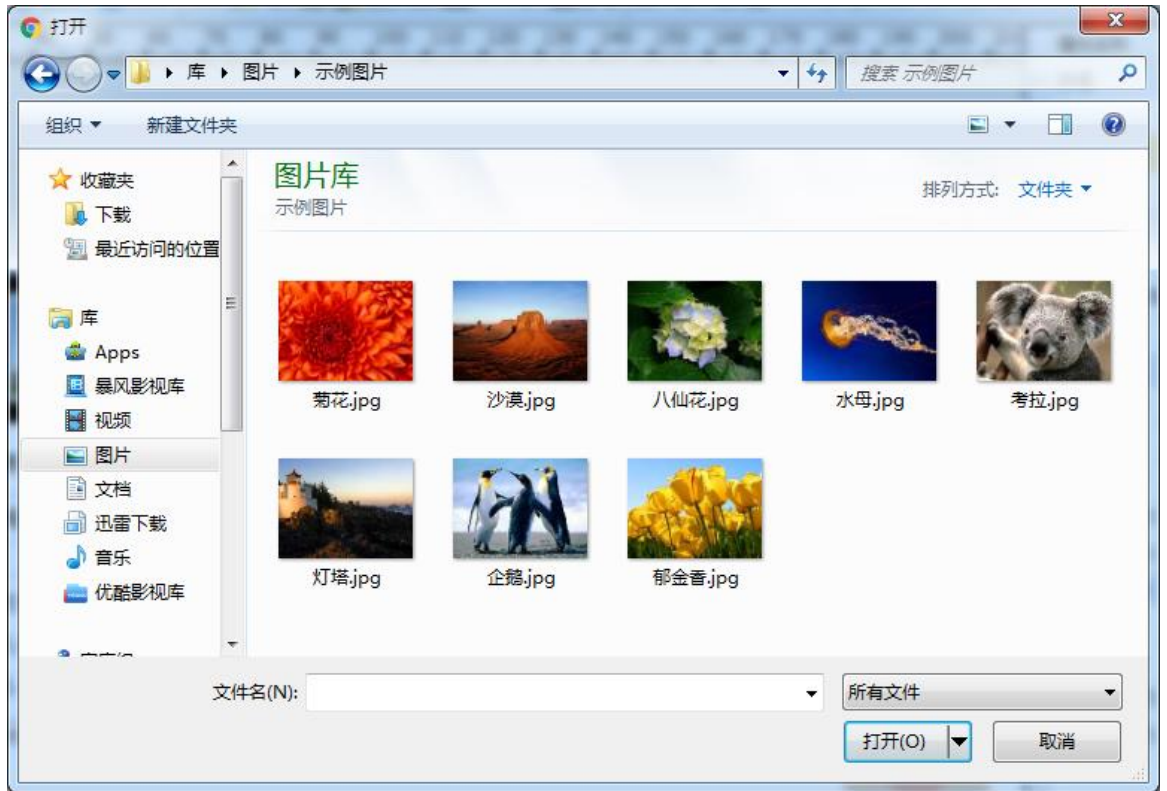 打开
库 图片 示例图片
搜索 示例图片
组织 新建文件夹
收藏夹
下载
最近访问的位置
库
Apps
暴风影视库
视频
图片
文档
迅雷下载
音乐
优酷影视库
图片库
示例图片
排列方式: 文件夹
菊花.jpg
沙漠.jpg
八仙花.jpg
水母.jpg
考拉.jpg
灯塔.jpg
企鹅.jpg
郁金香.jpg
文件名(N):
所有文件
打开(O)
取消